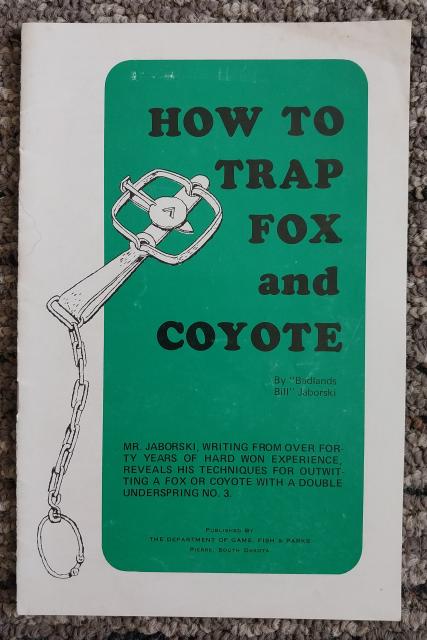 HOW TO
TRAP
FOX
and
COYOTE
By "Badlands
Bill" Jaborski
MR. JABORSKI, WRITING FROM OVER FOR-
TY YEARS OF HARD WON EXPERIENCE,
REVEALS HIS TECHNIQUES FOR OUTWIT-
TING A FOX OR COYOTE WITH A DOUBLE
UNDERSPRING NO. 3.
PUBLISHED BY
THE DEPARTMENT OF GAME, FISH & PARKS
PIERRE, SOUTH DAKOTA